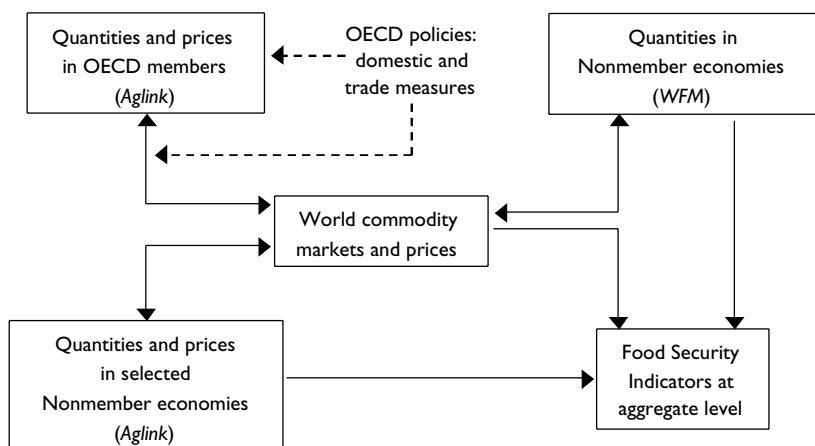 Quantities and prices
in OECD members
(Aglink)
OECD policies:
domestic and
trade measures
Quantities in
Nonmember economies
(WFM)
World commodity
markets and prices
Quantities and prices
in selected
Nonmember economies
(Aglink)
Food Security
Indicators at
aggregate level